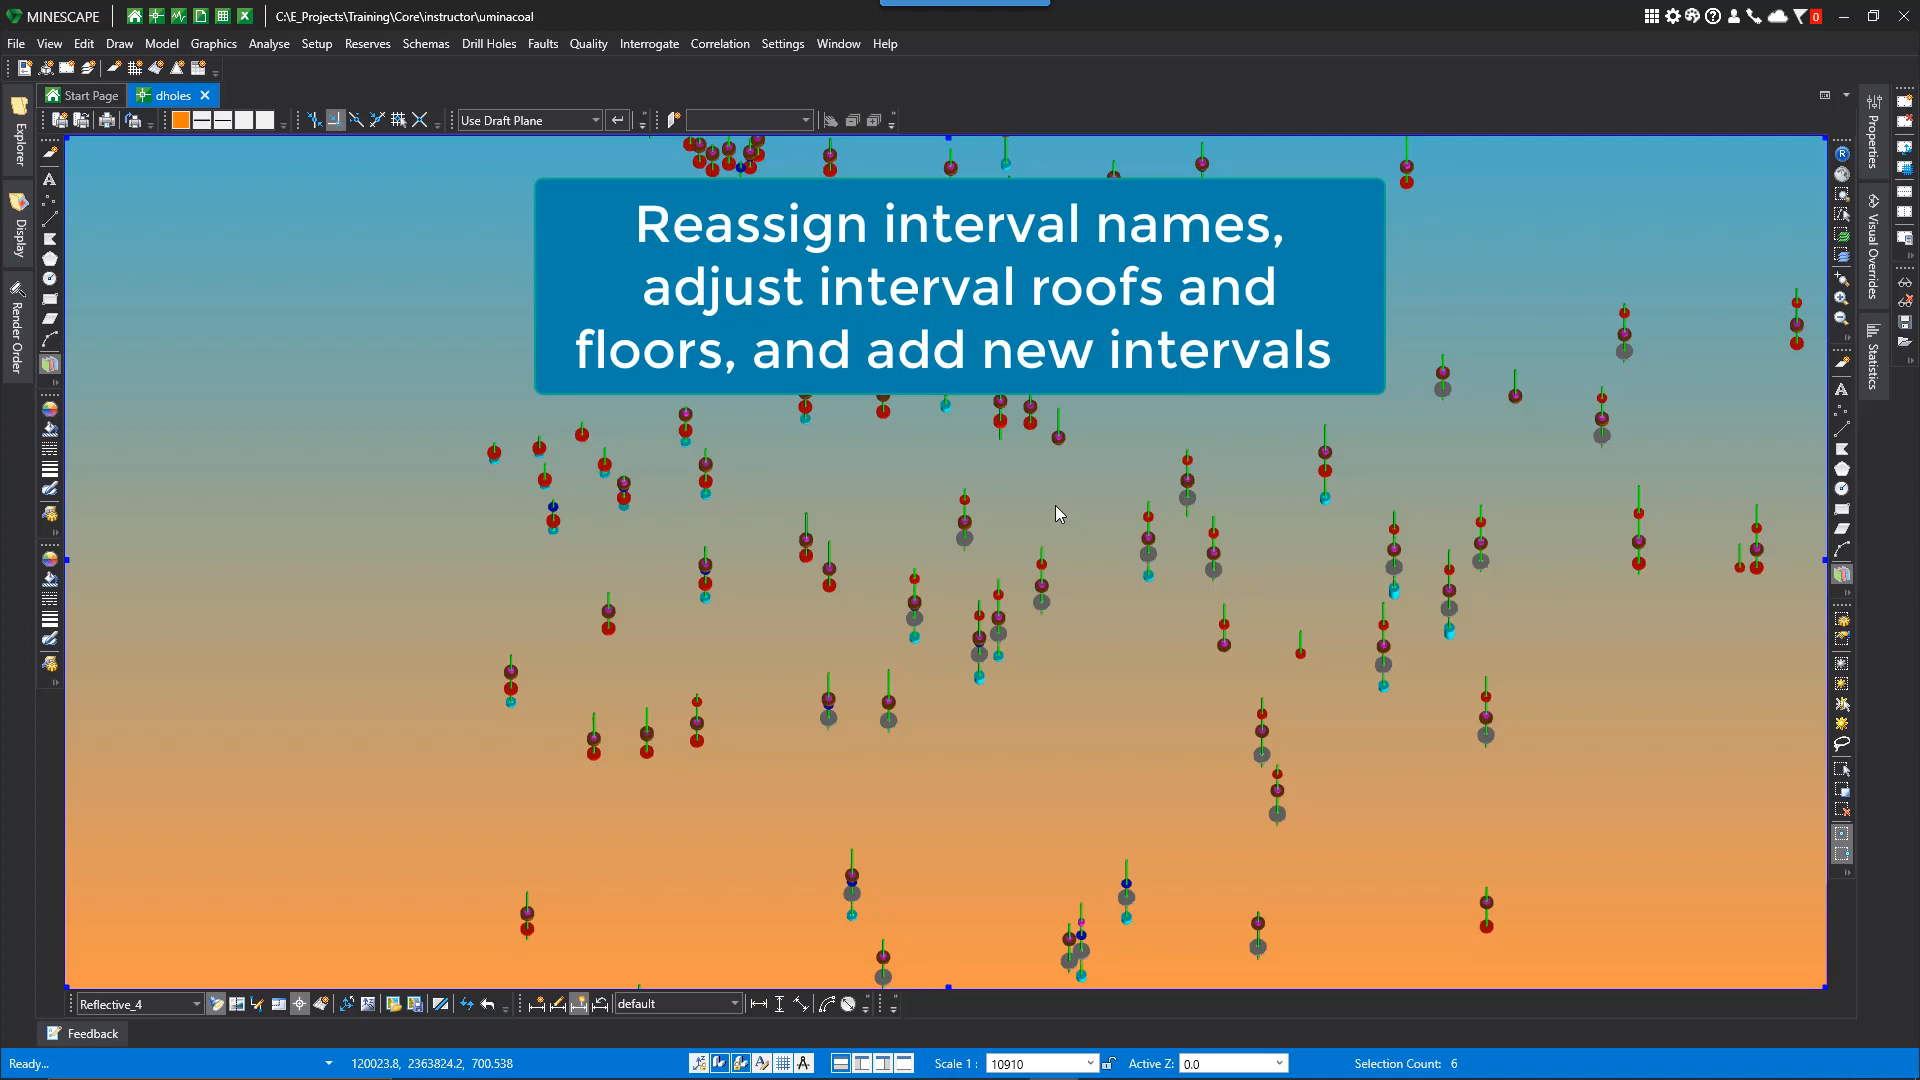 MINESCAPE
C:\E_Projects\Training\Core\instructor\uminacoal
0
File View Edit Draw Model Graphics Analyse Setup Reserves Schemas Drill Holes Faults Quality Interrogate Correlation Settings Window Help
Start Page
dholes
Use Draft Plane
Explorer
Display
Render Order
Properties
Visual Overrides
Statistics
Reassign interval names,
adjust interval roofs and
floors, and add new intervals
Reflective_4
default
Feedback
Ready...
120023.8, 2363824.2, 700.538
Scale 1 : 10910
Active Z: 0.0
Selection Count: 6